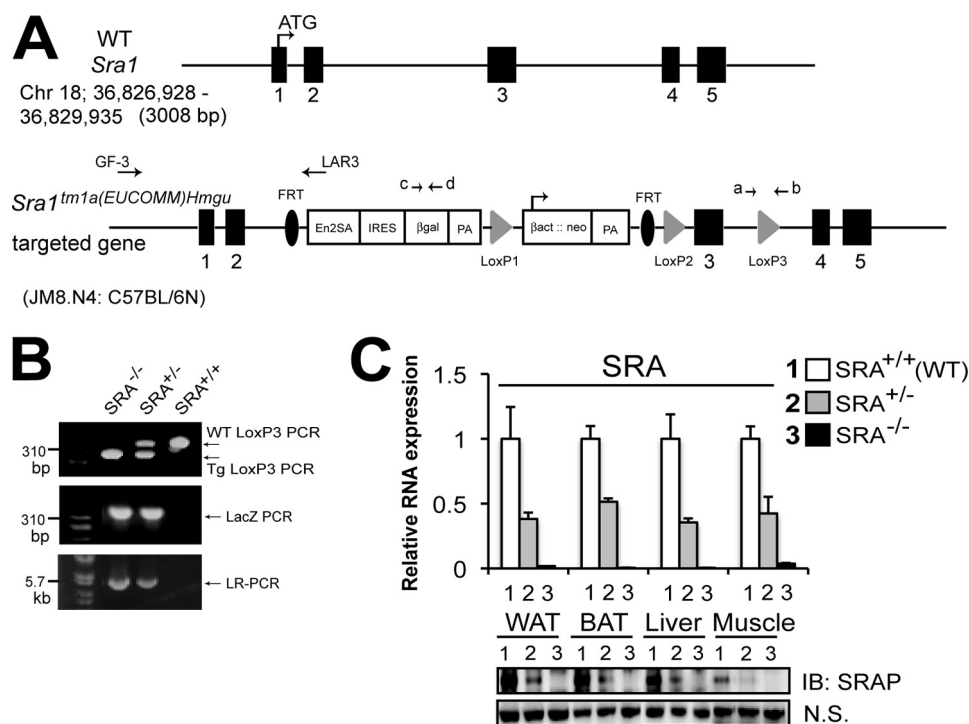 A
WT
Sra1
ATG
Chr 18; 36,826,928 -
36,829,935 (3008 bp)
1 2 3 4 5
GF-3
LAR3
Sra1tm1a(EUCOMM)Hmgu
targeted gene
FRT
c d
FRT
a b
En2SA IRES βgal PA
βact :: neo PA
LoxP1 LoxP2 LoxP3
1 2 3 4 5
(JM8.N4: C57BL/6N)
B
SRA-/- SRA+/- SRA+/+
WT LoxP3 PCR
310
bp
Tg LoxP3 PCR
310
bp
LacZ PCR
5.7
kb
LR-PCR
C
SRA
1 SRA+/+(WT)
2 SRA+/-
3 SRA-/-
Relative RNA expression
1.5
1
0.5
0
1 2 3 1 2 3 1 2 3 1 2 3
WAT BAT Liver Muscle
1 2 3 1 2 3 1 2 3 1 2 3
IB: SRAP
N.S.